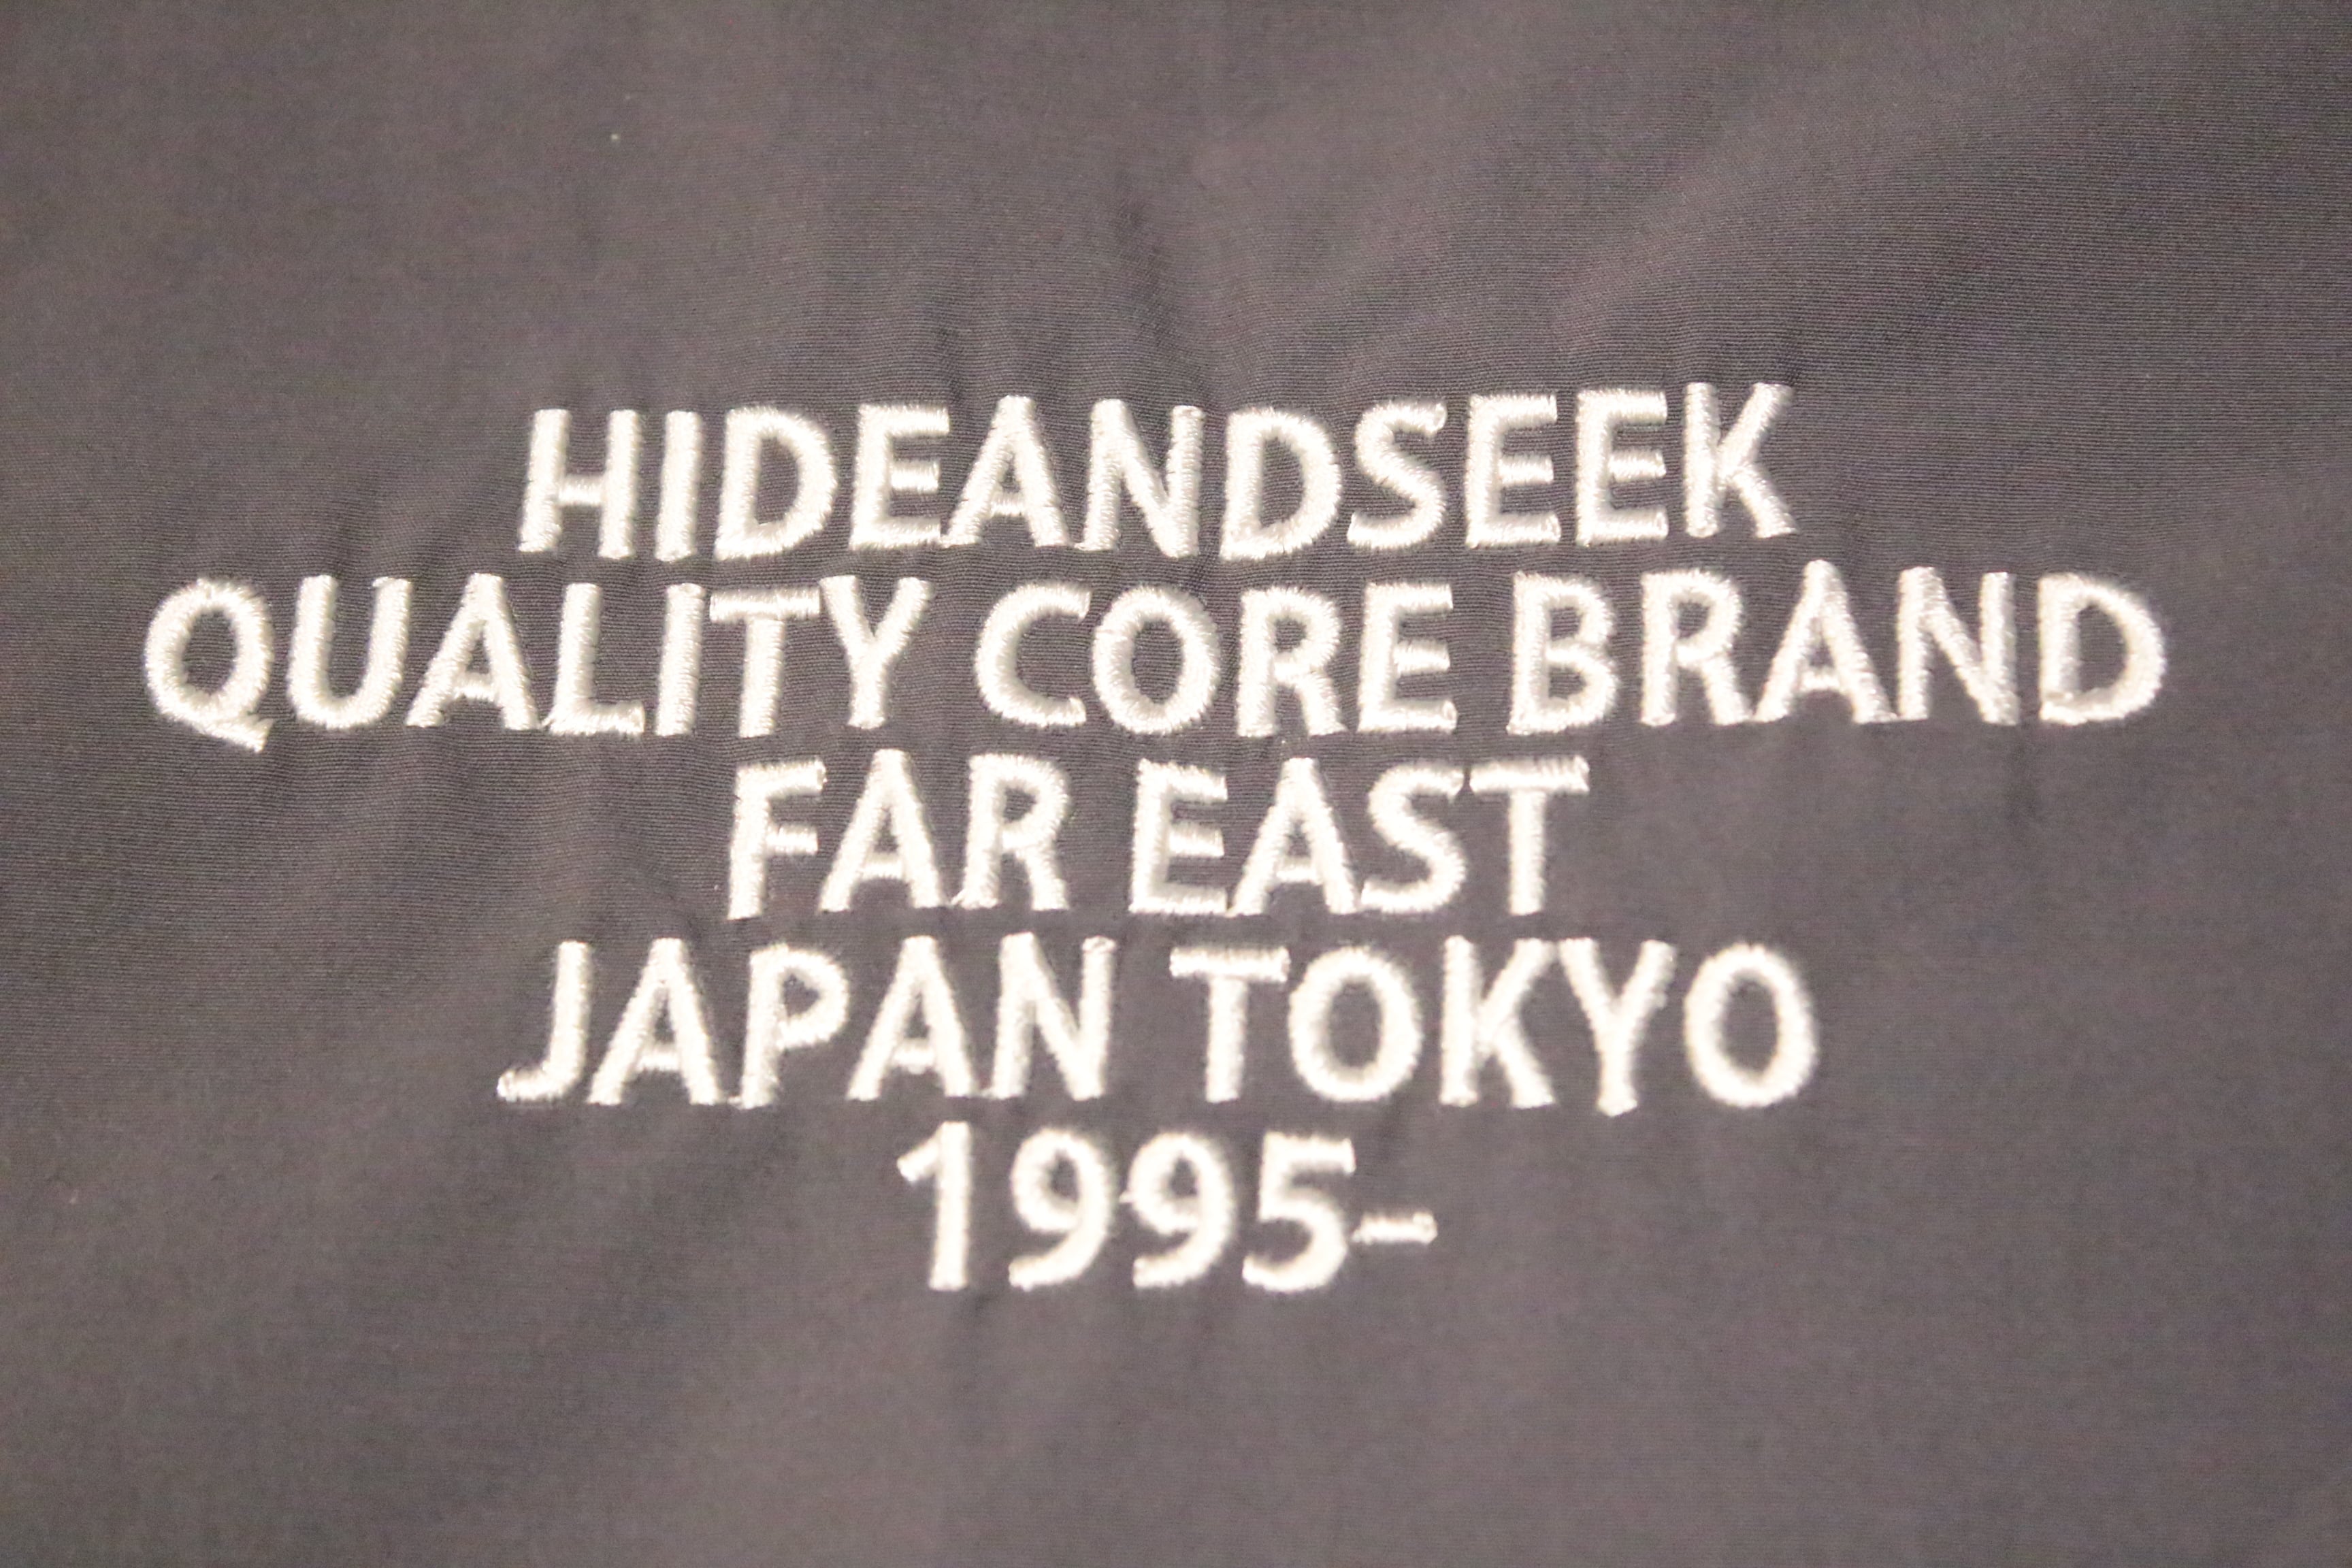 HIDEANDSEEK
QUALITY CORE BRAND
FAR EAST
JAPAN TOKYO
1995-